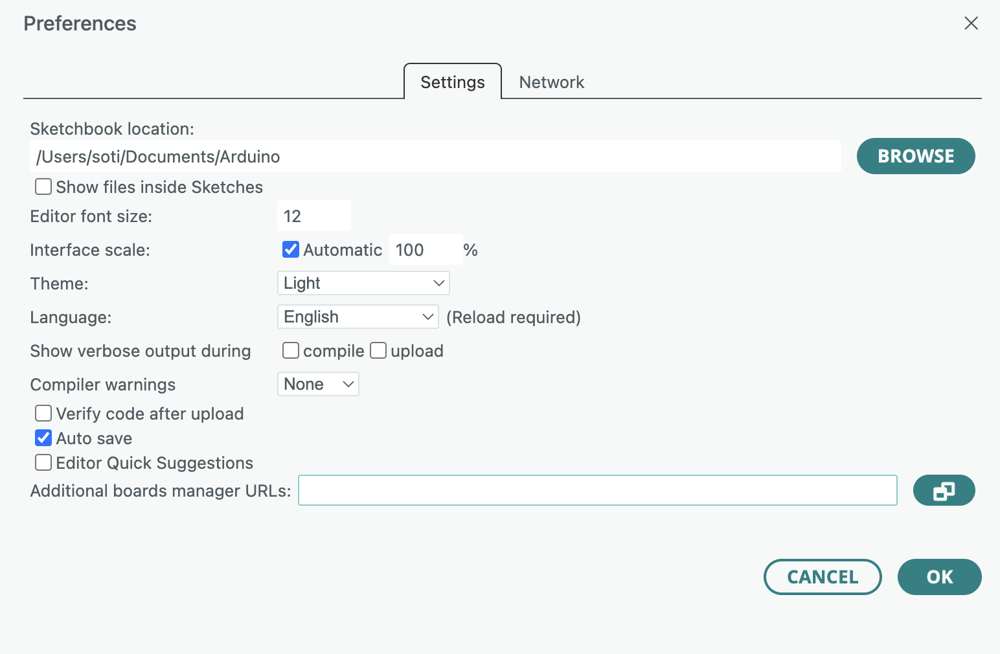 Preferences
Settings Network
Sketchbook location:
/Users/soti/Documents/Arduino BROWSE
Show files inside Sketches
Editor font size: 12
Interface scale: Automatic 100 %
Theme: Light
Language: English (Reload required)
Show verbose output during compile upload
Compiler warnings None
Verify code after upload
Auto save
Editor Quick Suggestions
Additional boards manager URLs:
CANCEL OK